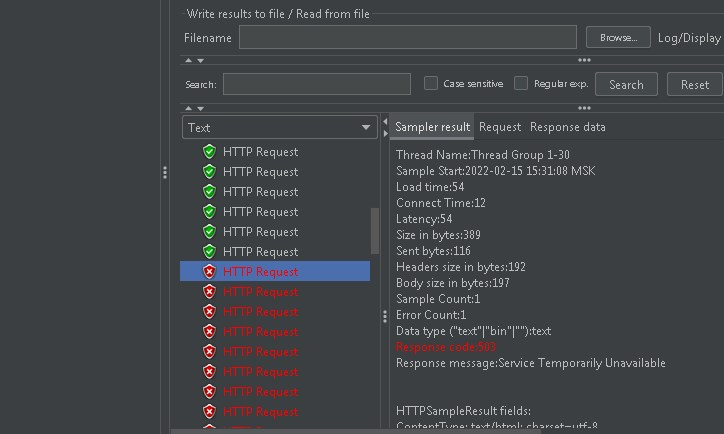 Write results to file / Read from file
Filename
Browse...
Log/Display
Search:
Case sensitive
Regular exp.
Search
Reset
Text
HTTP Request
HTTP Request
HTTP Request
HTTP Request
HTTP Request
HTTP Request
HTTP Request
HTTP Request
HTTP Request
HTTP Request
HTTP Request
HTTP Request
HTTP Request
HTTP Request
Sampler result
Request
Response data
Thread Name:Thread Group 1-30
Sample Start:2022-02-15 15:31:08 MSK
Load time:54
Connect Time:12
Latency:54
Size in bytes:389
Sent bytes:116
Headers size in bytes:192
Body size in bytes:197
Sample Count:1
Error Count:1
Data type ("text"|"bin"|""):text
Response code:503
Response message:Service Temporarily Unavailable
HTTPSampleResult fields:
ContentType: text/html; charset=utf-8